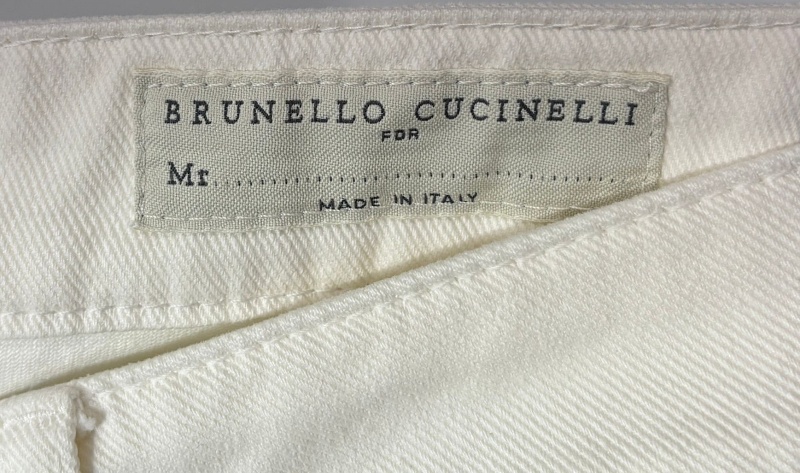 BRUNELLO CUCINELLI
FOR
Mr.......................................
MADE IN ITALY